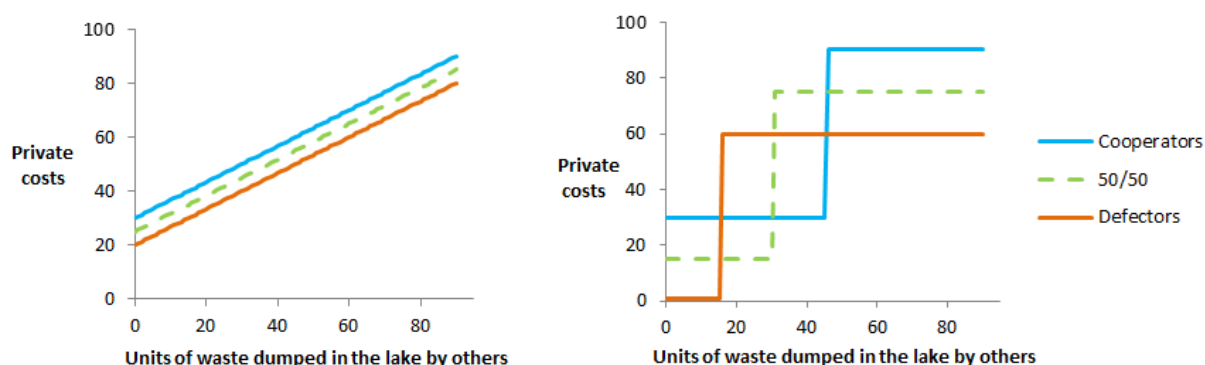 100
80
60
40
20
0
Private
costs
0 20 40 60 80
Units of waste dumped in the lake by others
100
80
60
40
20
0
Private
costs
0 20 40 60 80
Units of waste dumped in the lake by others
Cooperators
50/50
Defectors